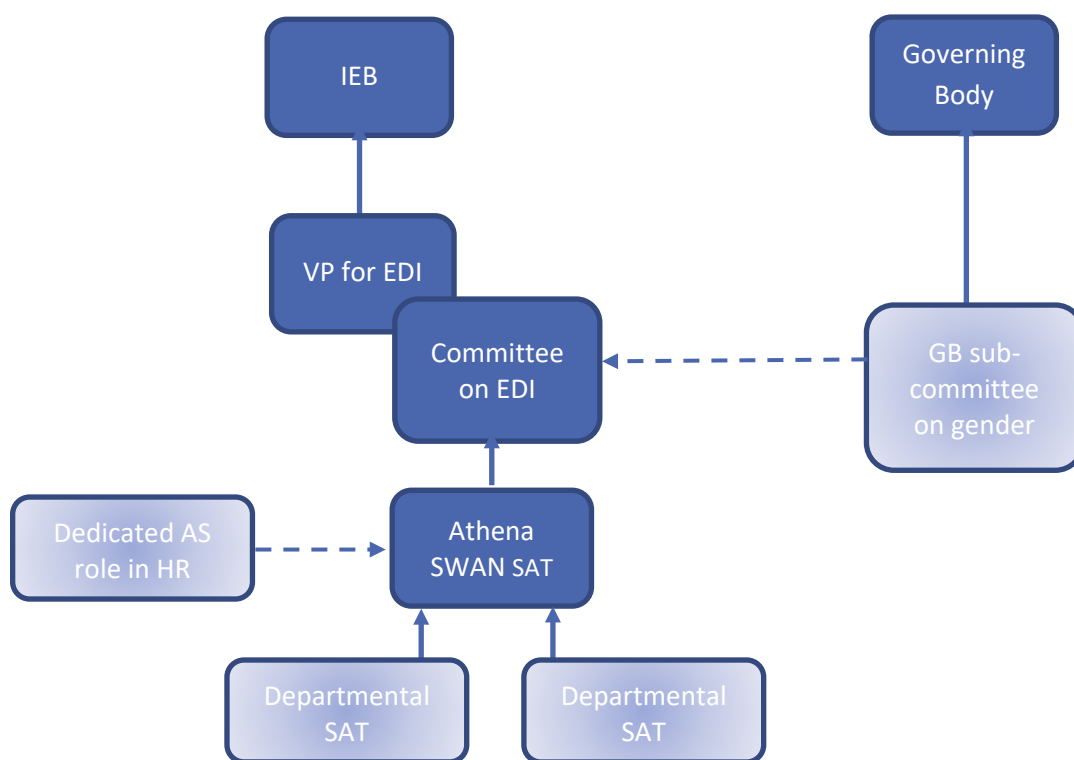 IEB
Governing
Body
VP for EDI
Committee
on EDI
GB sub-
committee
on gender
Dedicated AS
role in HR
Athena
SWAN SAT
Departmental
SAT
Departmental
SAT